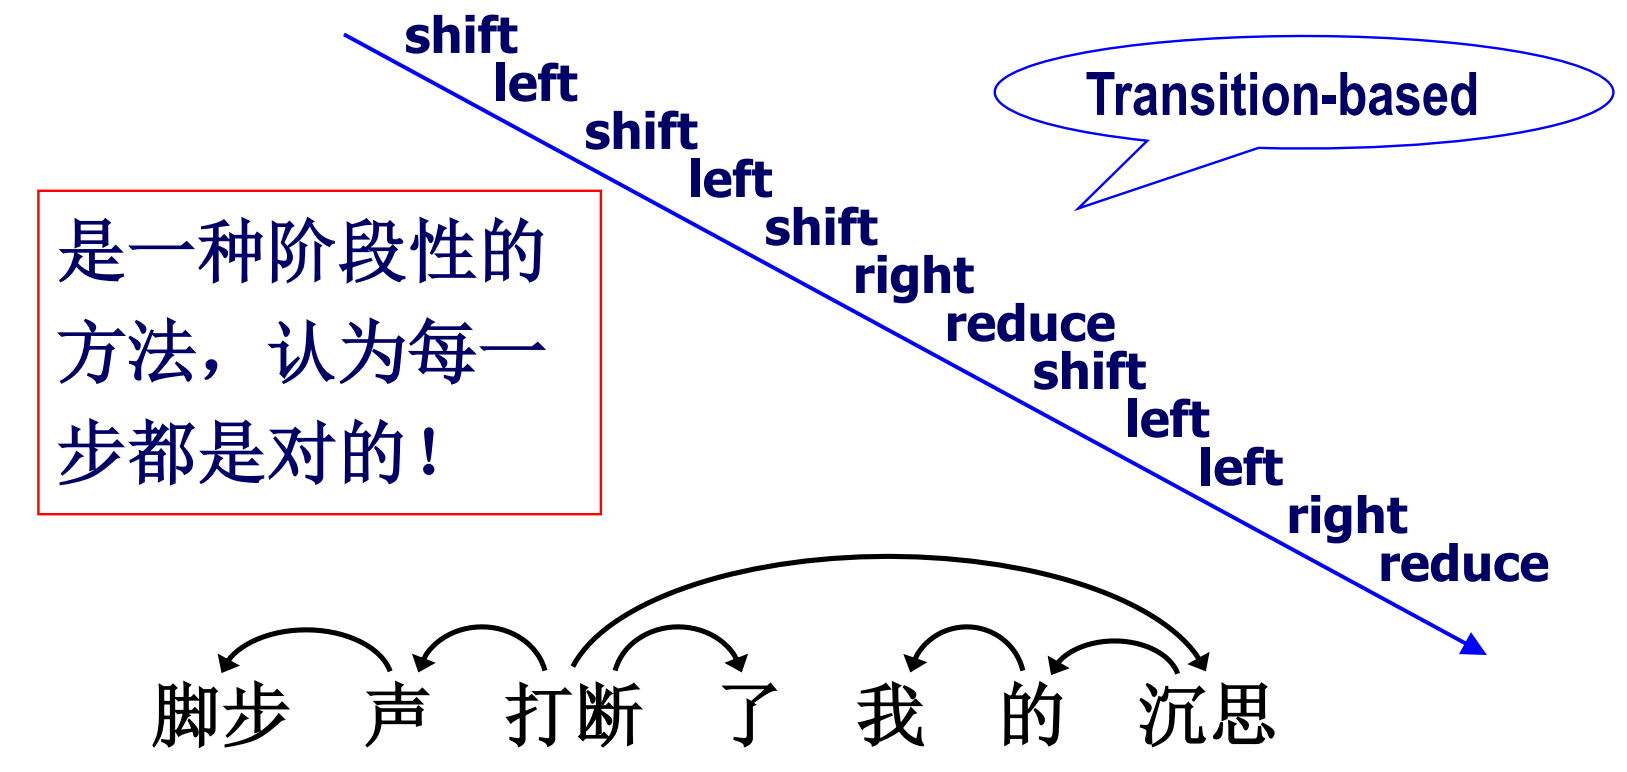 shift
left
shift
left
shift
right
reduce
shift
left
left
right
reduce
Transition-based
是一种阶段性的
方法，认为每一
步都是对的！
脚步 声 打断 了 我 的 沉思